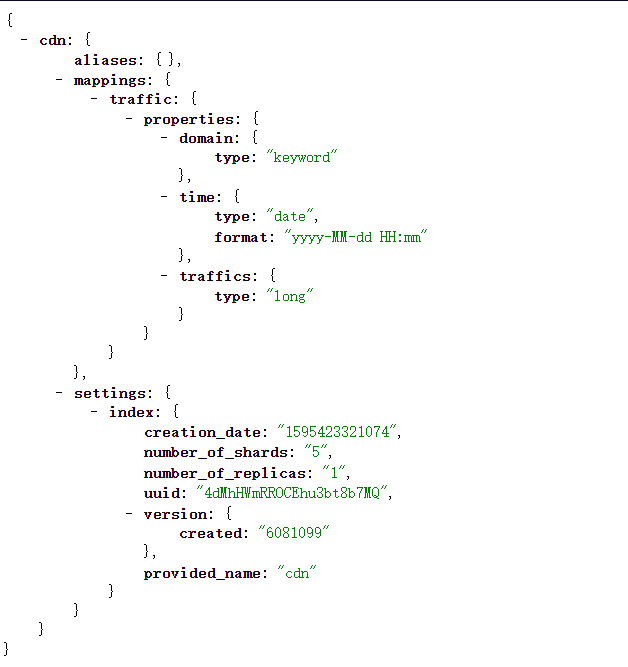 {
- cdn: {
aliases: { },
- mappings: {
- traffic: {
- properties: {
- domain: {
type: "keyword"
},
- time: {
type: "date",
format: "yyyy-MM-dd HH:mm"
},
- traffics: {
type: "long"
}
}
}
},
- settings: {
- index: {
creation_date: "1595423321074",
number_of_shards: "5",
number_of_replicas: "1",
uuid: "4dMhHWmRROCEhu3bt8b7MQ",
- version: {
created: "6081099"
},
provided_name: "cdn"
}
}
}
}